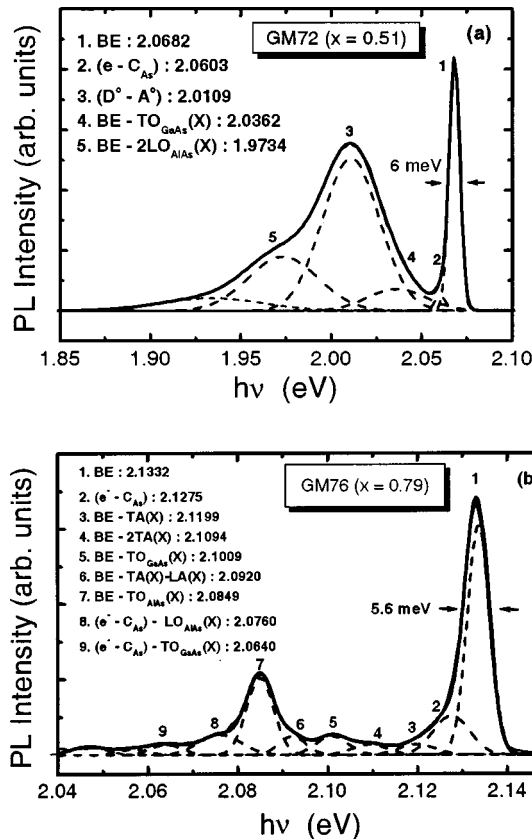 GM72 (x = 0.51)
(a)
1. BE : 2.0682
2. (e - C_As) : 2.0603
3. (D° - A°) : 2.0109
4. BE - TO_GaAs(X) : 2.0362
5. BE - 2LO_AlAs(X) : 1.9734
1
3
6 meV
5
4
2
PL Intensity (arb. units)
1.85 1.90 1.95 2.00 2.05 2.10
hν (eV)
GM76 (x = 0.79)
(b
1. BE : 2.1332
2. (e⁻ - C_As) : 2.1275
3. BE - TA(X) : 2.1199
4. BE - 2TA(X) : 2.1094
5. BE - TO_GaAs(X) : 2.1009
6. BE - TA(X)-LA(X) : 2.0920
7. BE - TO_AlAs(X) : 2.0849
8. (e⁻ - C_As) - LO_AlAs(X) : 2.0760
9. (e⁻ - C_As) - TO_GaAs(X) : 2.0640
1
5.6 meV
7
2
9 8 6 5 4 3
PL Intensity (arb. units)
2.04 2.06 2.08 2.10 2.12 2.14
hν (eV)